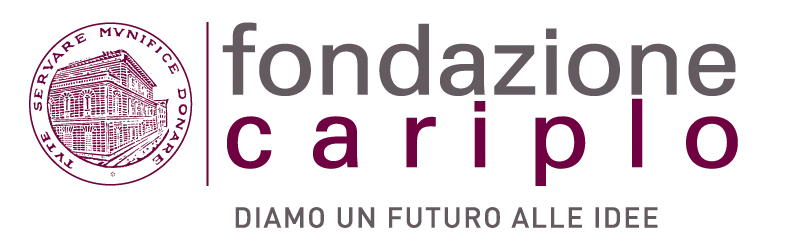 TVTE SERVARE MVNIFICE DONARE
fondazione
cariplo
DIAMO UN FUTURO ALLE IDEE